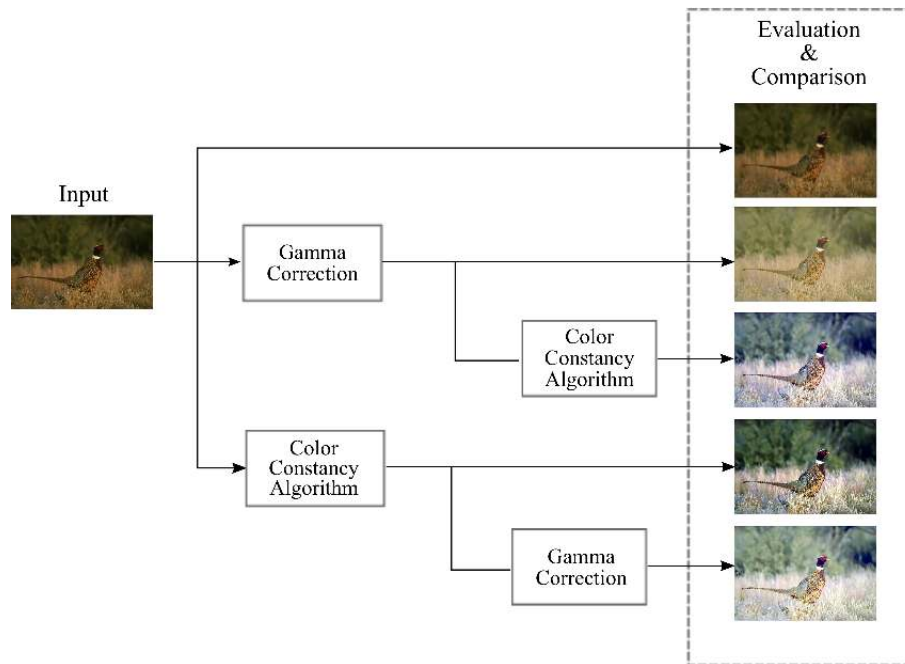 Evaluation
&
Comparison
Input
Gamma
Correction
Color
Constancy
Algorithm
Color
Constancy
Algorithm
Gamma
Correction